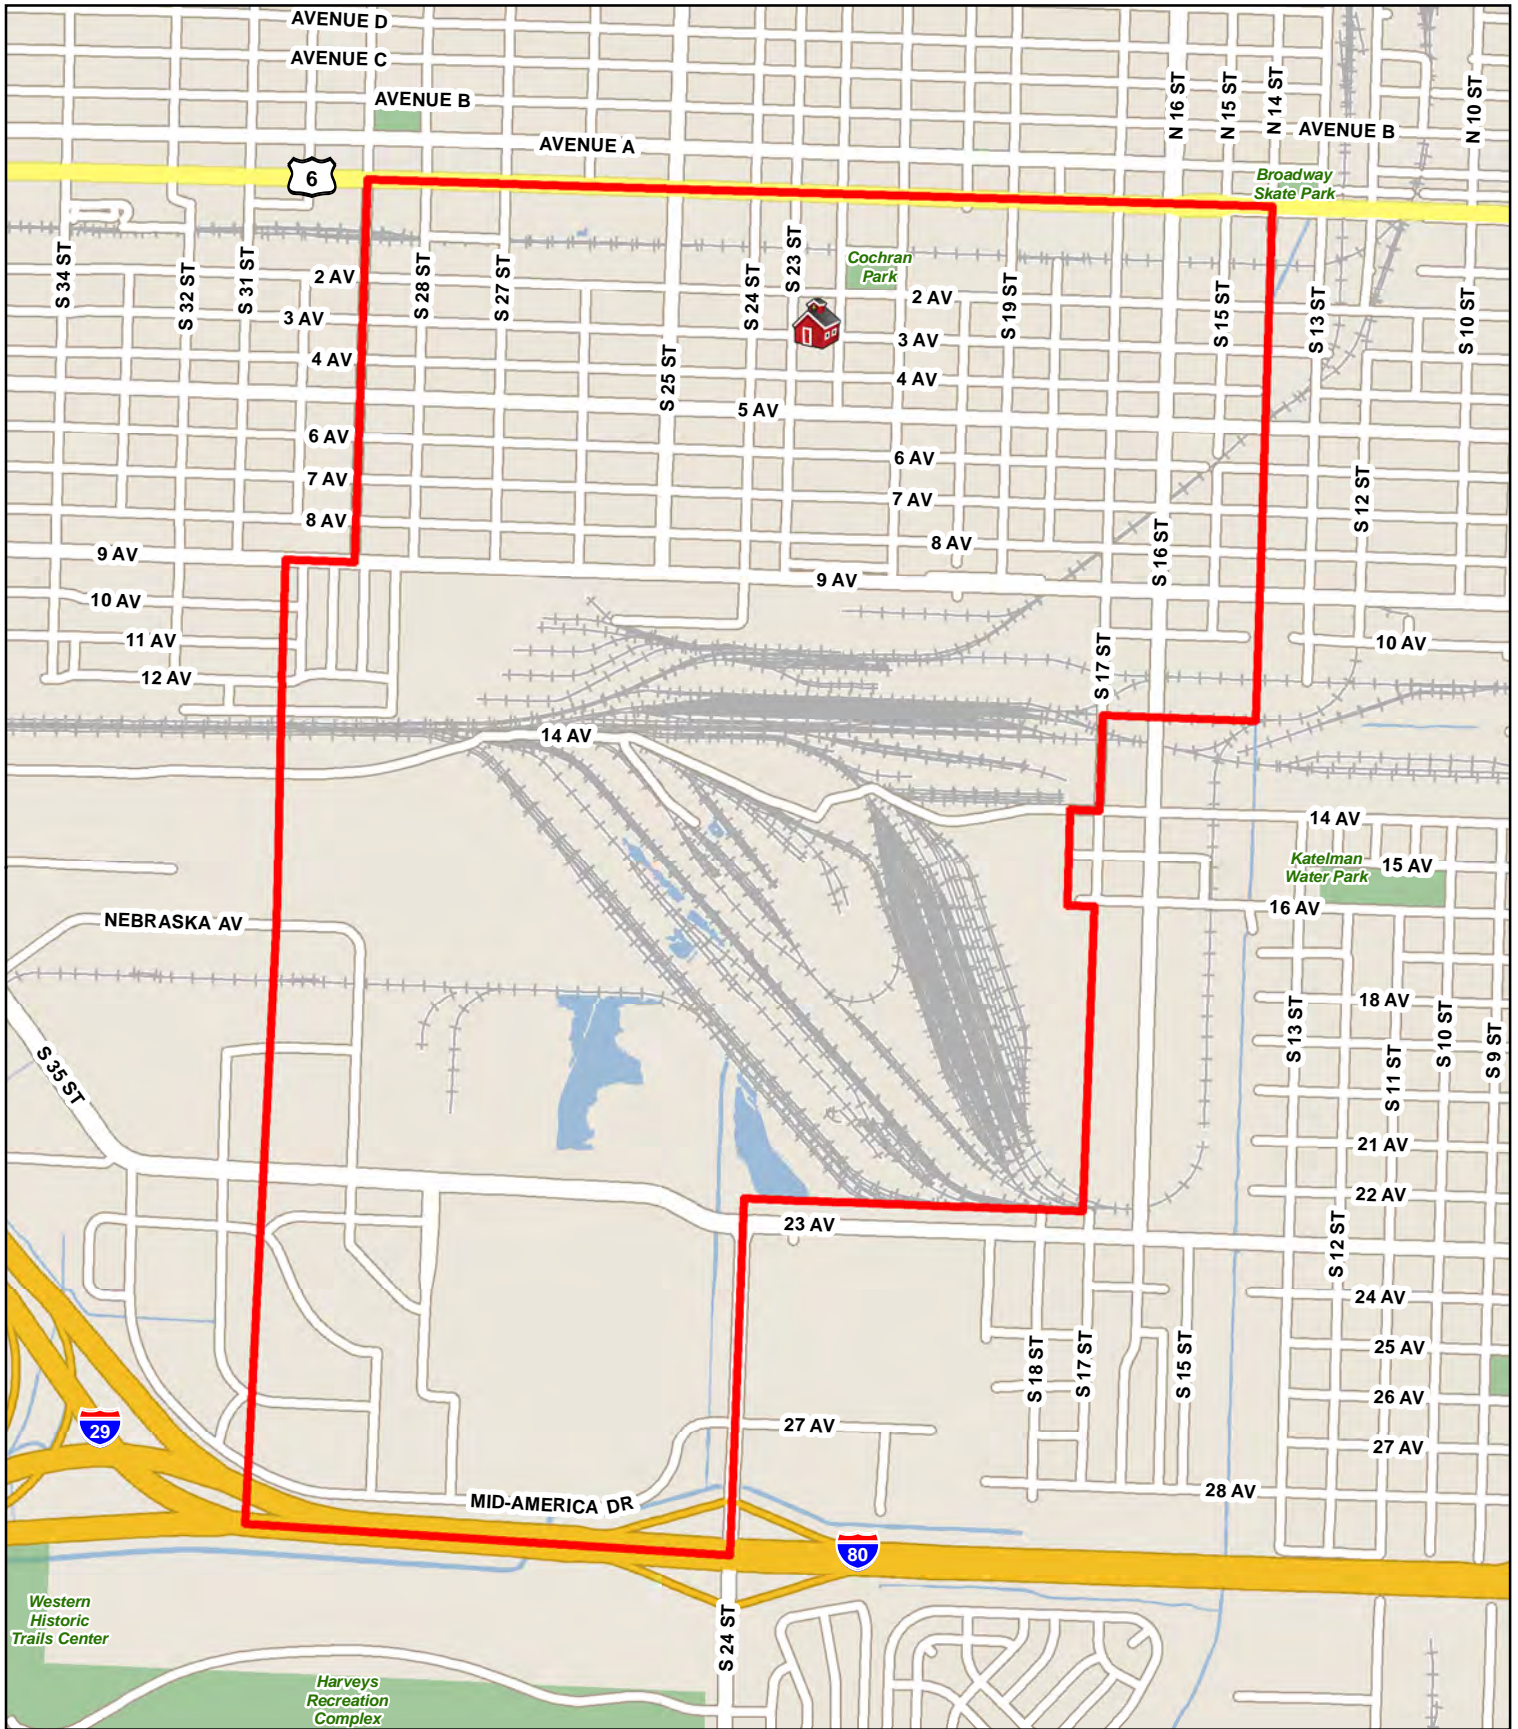 AVENUE D
AVENUE C
AVENUE B
AVENUE A
N 16 ST
N 15 ST
N 14 ST
AVENUE B
N 10 ST
6
Broadway
Skate Park
S 34 ST
S 32 ST
S 31 ST
2 AV
3 AV
4 AV
S 28 ST
S 27 ST
S 25 ST
S 24 ST
S 23 ST
Cochran
Park
2 AV
3 AV
4 AV
S 19 ST
S 15 ST
S 13 ST
S 10 ST
5 AV
6 AV
7 AV
8 AV
6 AV
7 AV
8 AV
S 12 ST
S 16 ST
9 AV
9 AV
10 AV
11 AV
12 AV
S 17 ST
10 AV
14 AV
14 AV
Katelman
Water Park
15 AV
16 AV
NEBRASKA AV
S 35 ST
18 AV
S 13 ST
S 11 ST
S 10 ST
S 9 ST
21 AV
22 AV
23 AV
S 12 ST
24 AV
25 AV
26 AV
27 AV
S 18 ST
S 17 ST
S 15 ST
27 AV
28 AV
29
MID-AMERICA DR
80
Western
Historic
Trails Center
S 24 ST
Harveys
Recreation
Complex